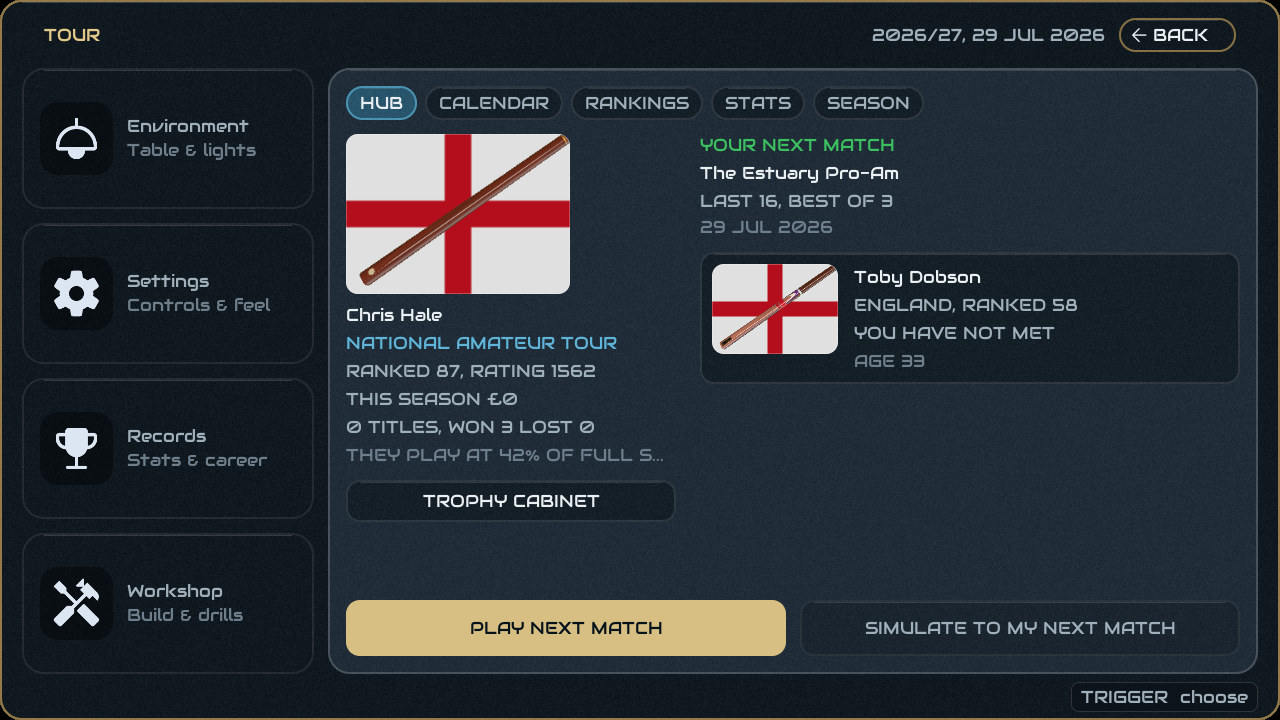 TOUR
2026/27, 29 JUL 2026
← BACK
Environment
Table & lights
Settings
Controls & feel
Records
Stats & career
Workshop
Build & drills
HUB
CALENDAR
RANKINGS
STATS
SEASON
Chris Hale
NATIONAL AMATEUR TOUR
RANKED 87, RATING 1562
THIS SEASON £0
0 TITLES, WON 3 LOST 0
THEY PLAY AT 42% OF FULL S...
TROPHY CABINET
YOUR NEXT MATCH
The Estuary Pro-Am
LAST 16, BEST OF 3
29 JUL 2026
Toby Dobson
ENGLAND, RANKED 58
YOU HAVE NOT MET
AGE 33
PLAY NEXT MATCH
SIMULATE TO MY NEXT MATCH
TRIGGER choose